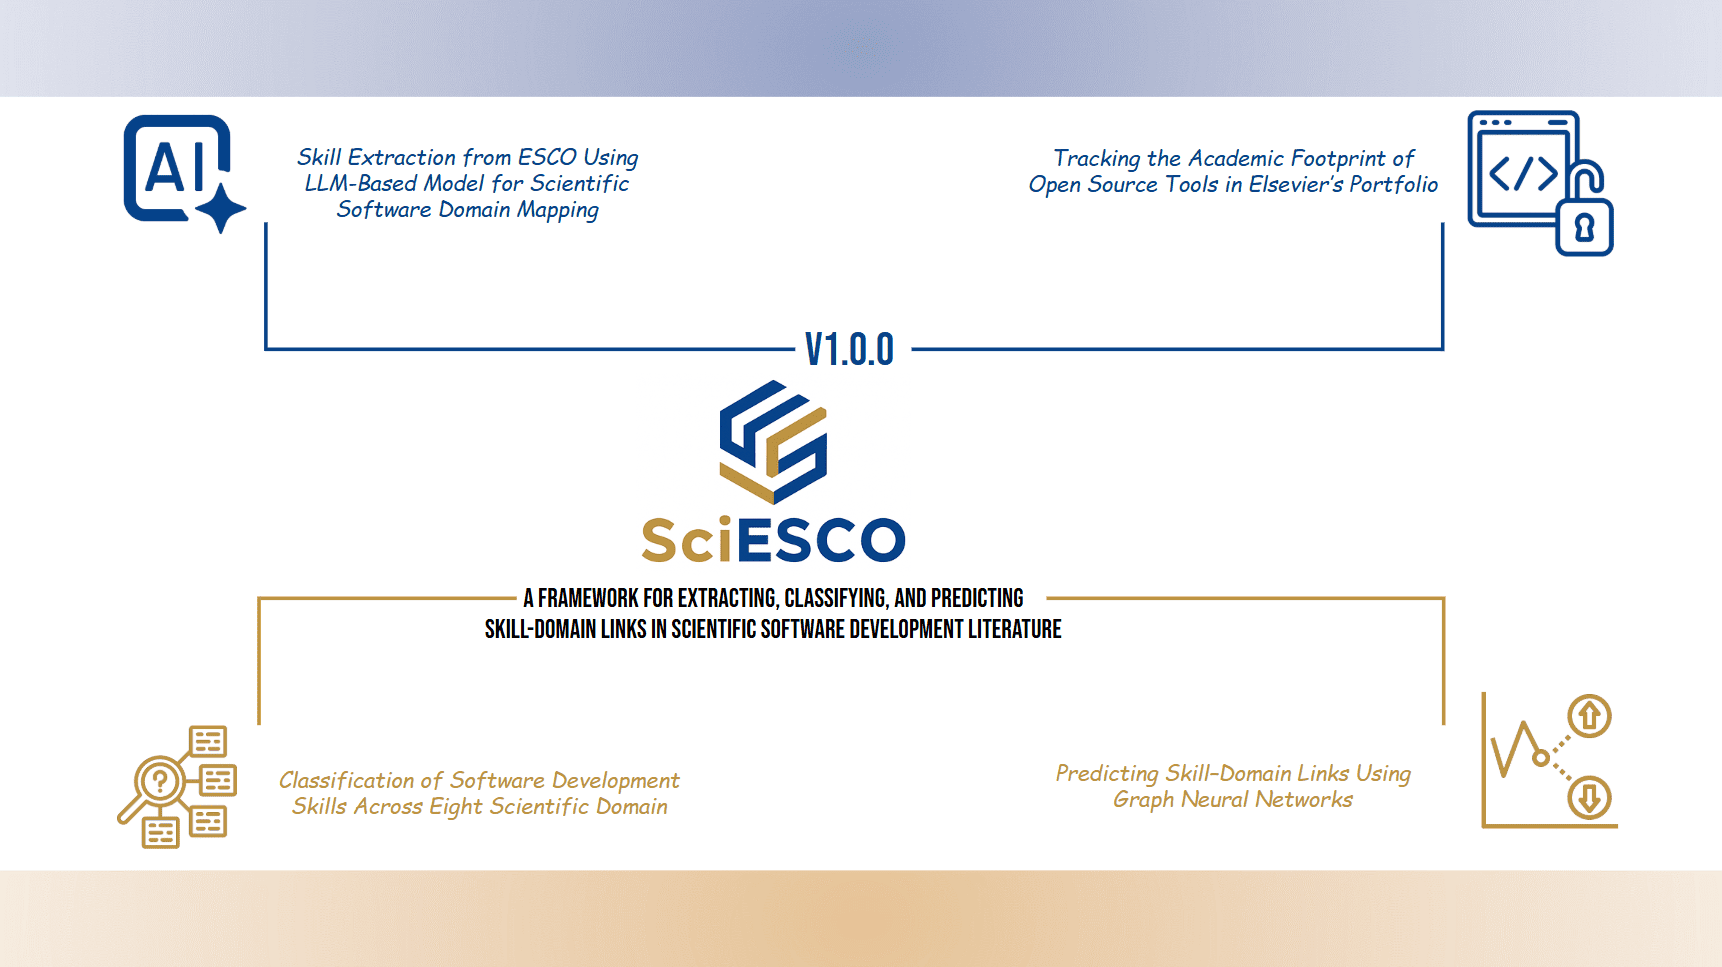 AI
Skill Extraction from ESCO Using
LLM-Based Model for Scientific
Software Domain Mapping
Tracking the Academic Footprint of
Open Source Tools in Elsevier's Portfolio
</>
V1.0.0
SciESCO
A FRAMEWORK FOR EXTRACTING, CLASSIFYING, AND PREDICTING
SKILL-DOMAIN LINKS IN SCIENTIFIC SOFTWARE DEVELOPMENT LITERATURE
?
Classification of Software Development
Skills Across Eight Scientific Domain
Predicting Skill–Domain Links Using
Graph Neural Networks